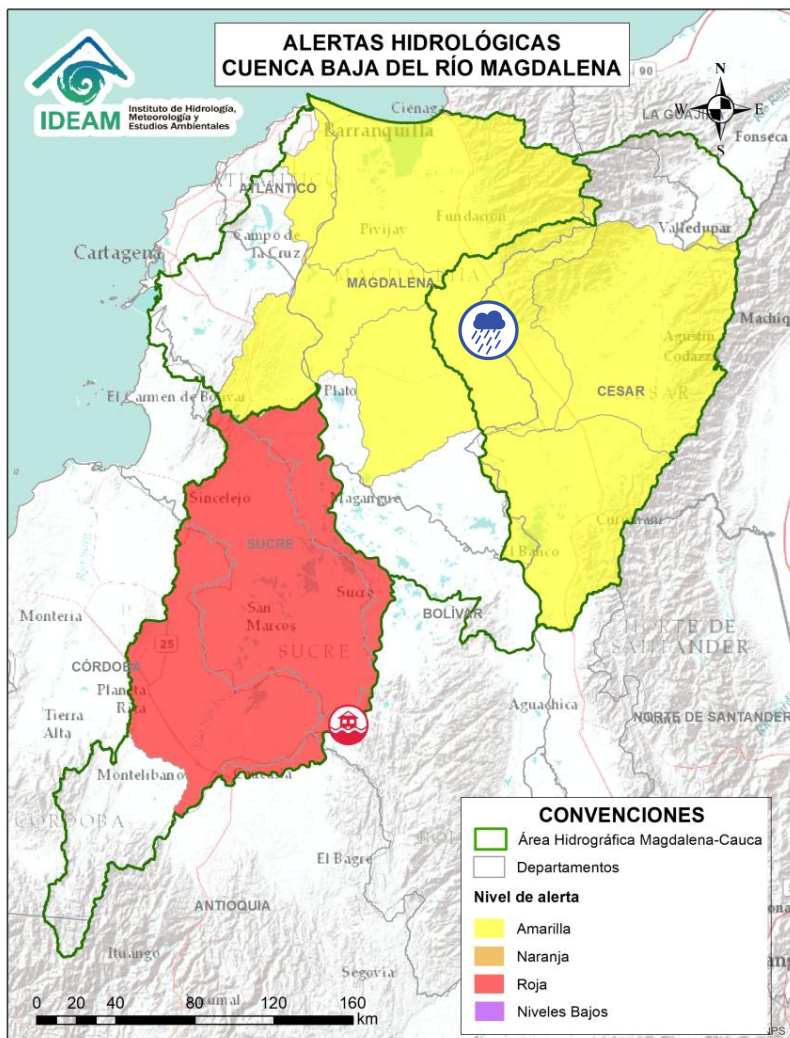 ALERTAS HIDROLÓGICAS
CUENCA BAJA DEL RÍO MAGDALENA
IDEAM
Instituto de Hidrología,
Meteorología y
Estudios Ambientales
N
W E
S
90
LA GUAJIRA
Fonseca
Ciénaga
Barranquilla
ATLÁNTICO
Cartagena
Campo de
la Cruz
Pivijay
Fundación
Valledupar
MAGDALENA
MAGDALENA
Agustín
Codazzi
CESAR
El Carmen de Bolívar
Plato
Sincelejo
Magangue
SUCRE
El Banco
Sucre
San
Marcos
SUCRE
BOLÍVAR
Montería
25
CÓRDOBA
Planeta
Rica
Tierra
Alta
NORTE DE
SANTANDER
NORTE DE SANTANDER
Aguachica
Montelibano
CÓRDOBA
El Bagre
ANTIOQUIA
Ituango
Segovia
CONVENCIONES
Área Hidrográfica Magdalena-Cauca
Departamentos
Nivel de alerta
Amarilla
Naranja
Roja
Niveles Bajos
0 20 40 80 120 160
km